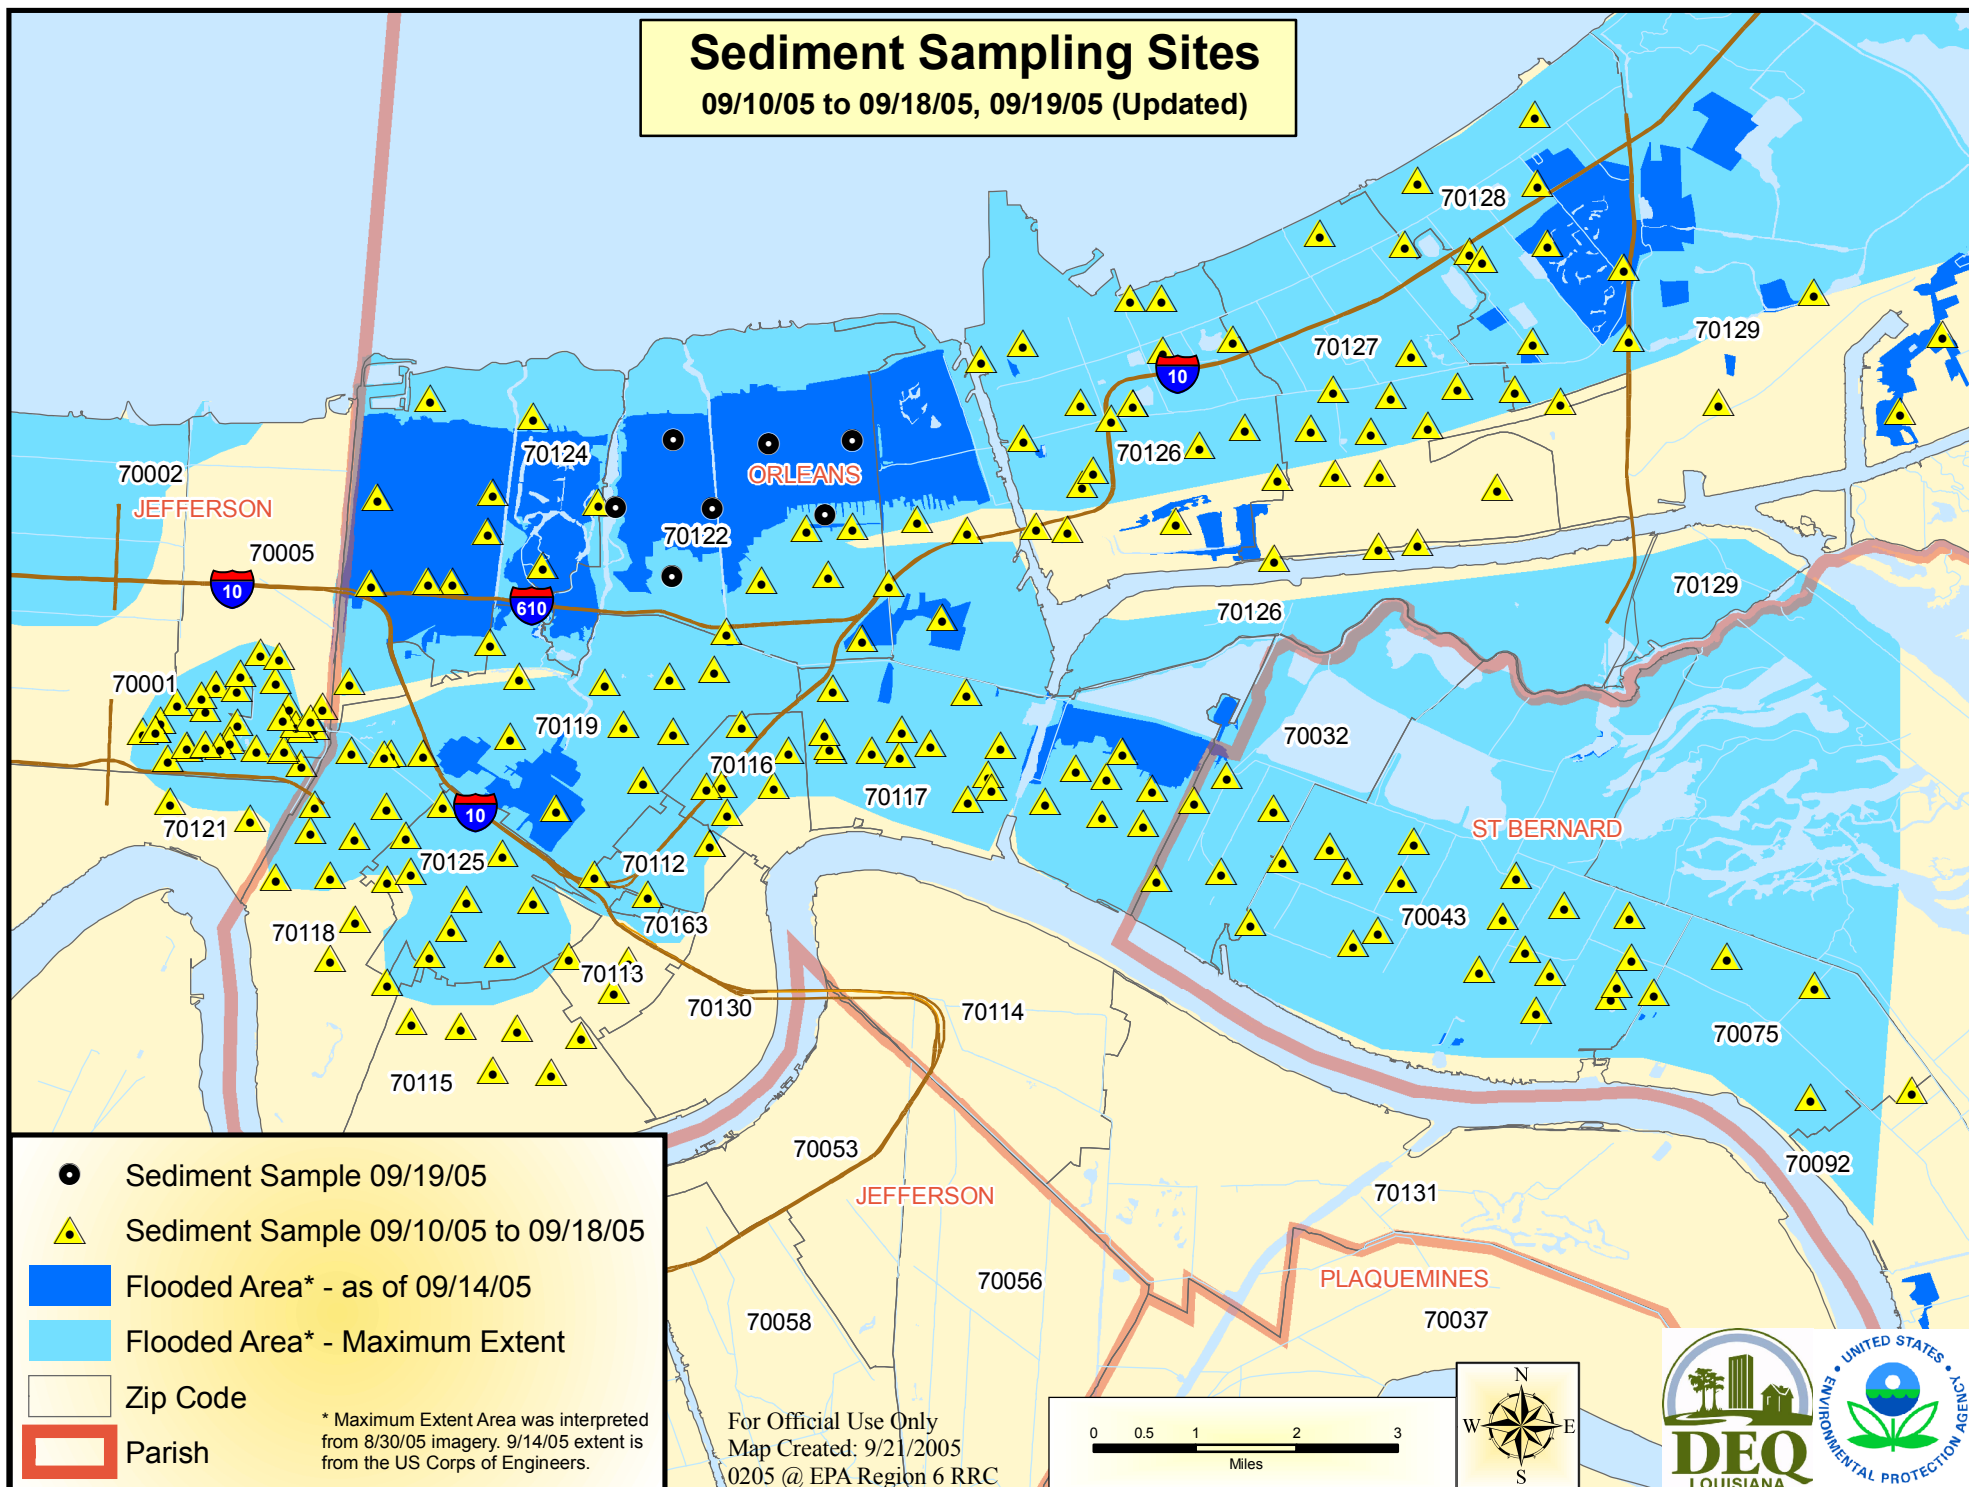 Sediment Sampling Sites
09/10/05 to 09/18/05, 09/19/05 (Updated)
70128
70129
70127
10
70126
70124
ORLEANS
70122
70002
JEFFERSON
70005
10
610
70126
70129
70001
70119
70116
70117
70032
ST BERNARD
70121
10
70125
70112
70043
70118
70163
70113
70130
70114
70075
70115
70053
JEFFERSON
70131
70092
70056
PLAQUEMINES
70058
70037
Sediment Sample 09/19/05
Sediment Sample 09/10/05 to 09/18/05
Flooded Area* - as of 09/14/05
Flooded Area* - Maximum Extent
Zip Code
Parish
* Maximum Extent Area was interpreted
from 8/30/05 imagery. 9/14/05 extent is
from the US Corps of Engineers.
For Official Use Only
Map Created: 9/21/2005
0205 @ EPA Region 6 RRC
0 0.5 1 2 3
Miles
N
W E
S
DEQ
LOUISIANA
UNITED STATES
ENVIRONMENTAL PROTECTION AGENCY